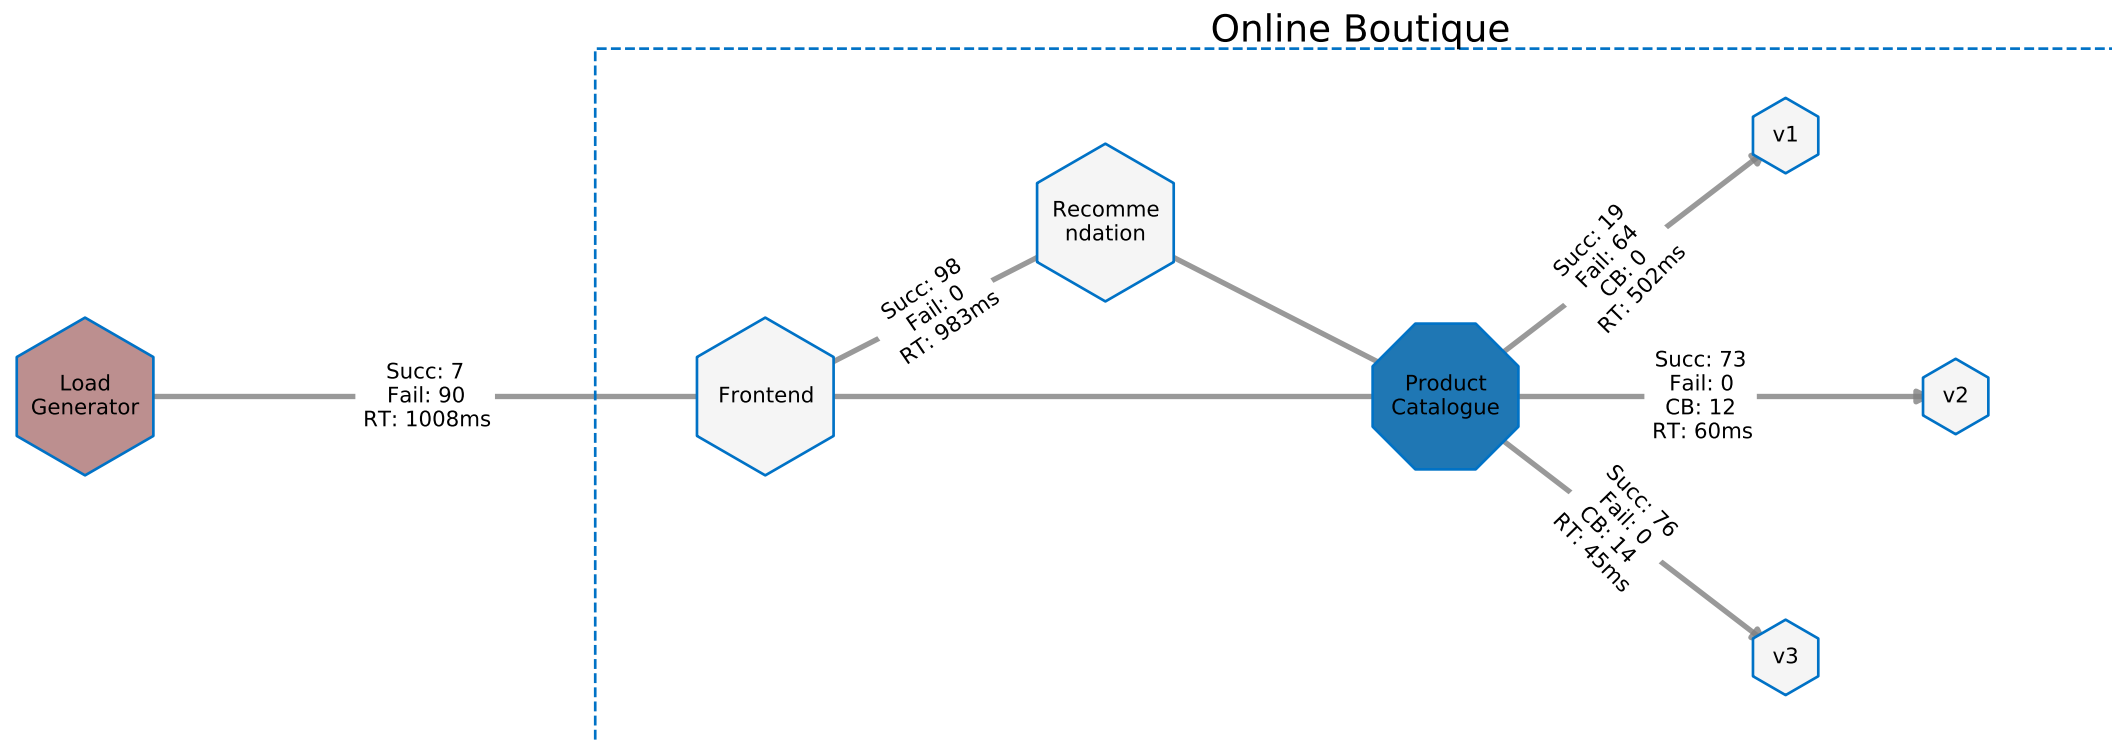 Online Boutique
v1
Recomme
ndation
Succ: 19
Fail: 64
CB: 0
RT: 502ms
Succ: 98
Fail: 0
RT: 983ms
Load
Generator
Succ: 7
Fail: 90
RT: 1008ms
Frontend
Product
Catalogue
Succ: 73
Fail: 0
CB: 12
RT: 60ms
v2
Succ: 76
Fail: 0
CB: 14
RT: 45ms
v3